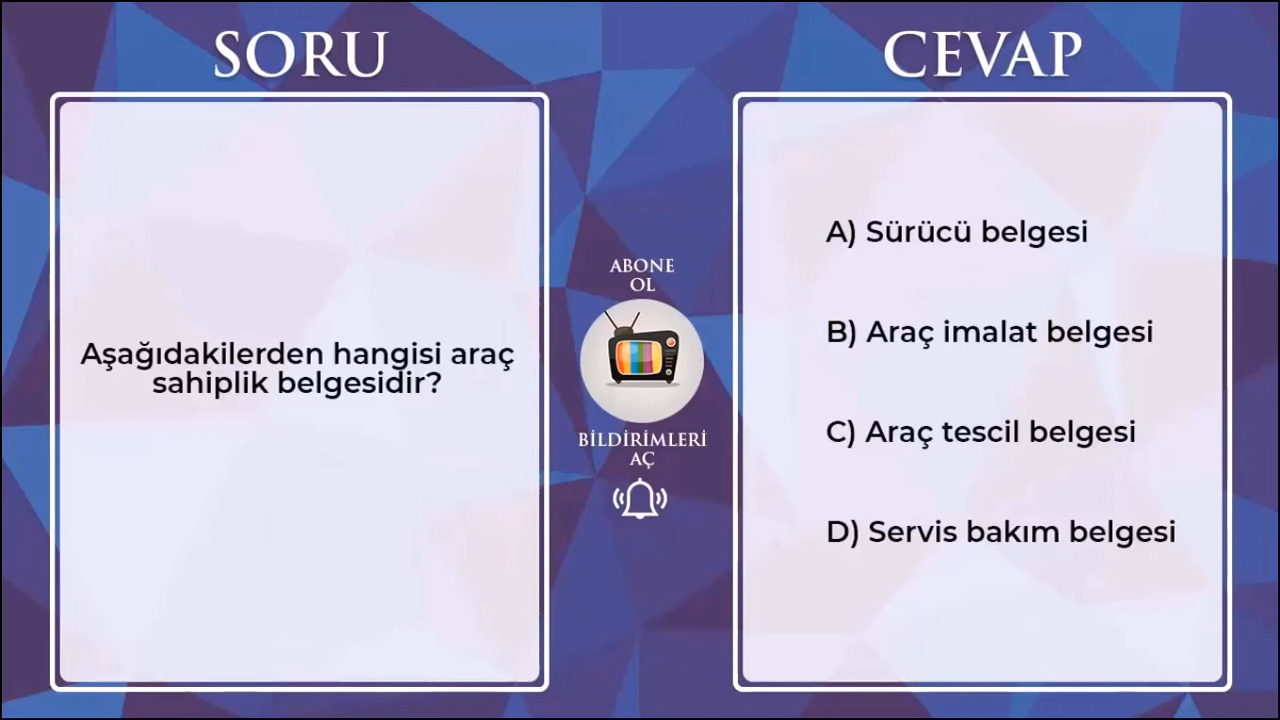 SORU
Aşağıdakilerden hangisi araç
sahiplik belgesidir?
ABONE
OL
BİLDİRİMLERİ
AÇ
CEVAP
A) Sürücü belgesi
B) Araç imalat belgesi
C) Araç tescil belgesi
D) Servis bakım belgesi